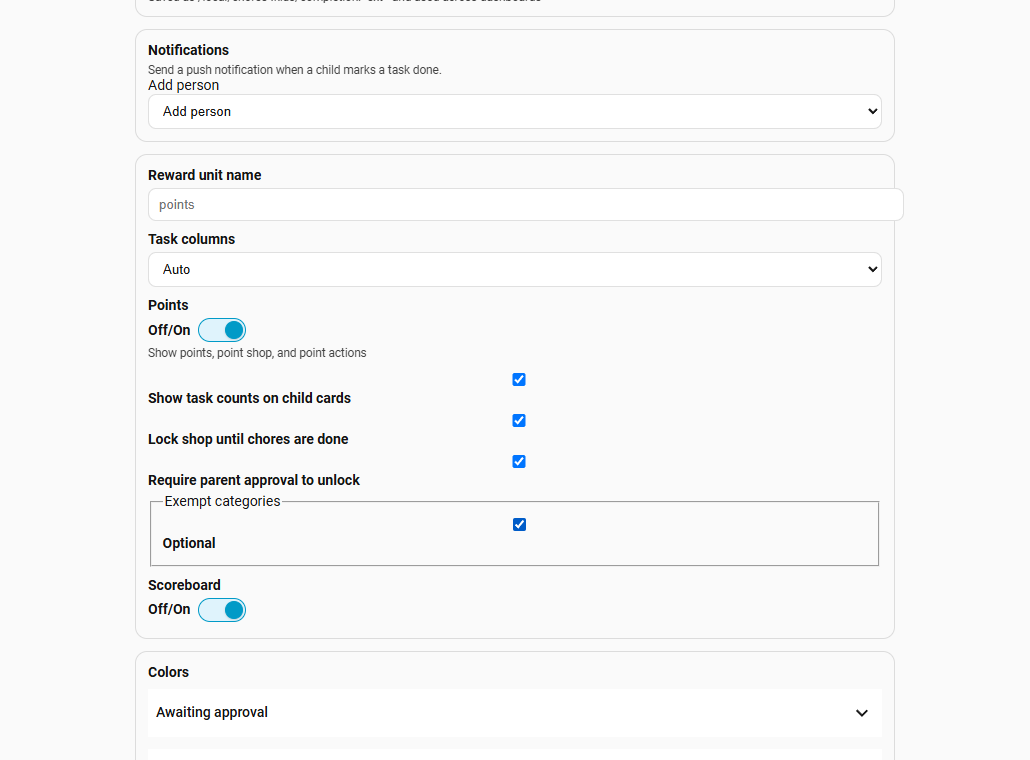 Notifications
Send a push notification when a child marks a task done.
Add person
Add person
Reward unit name
points
Task columns
Auto
Points
Off/On
Show points, point shop, and point actions
Show task counts on child cards
Lock shop until chores are done
Require parent approval to unlock
Exempt categories
Optional
Scoreboard
Off/On
Colors
Awaiting approval